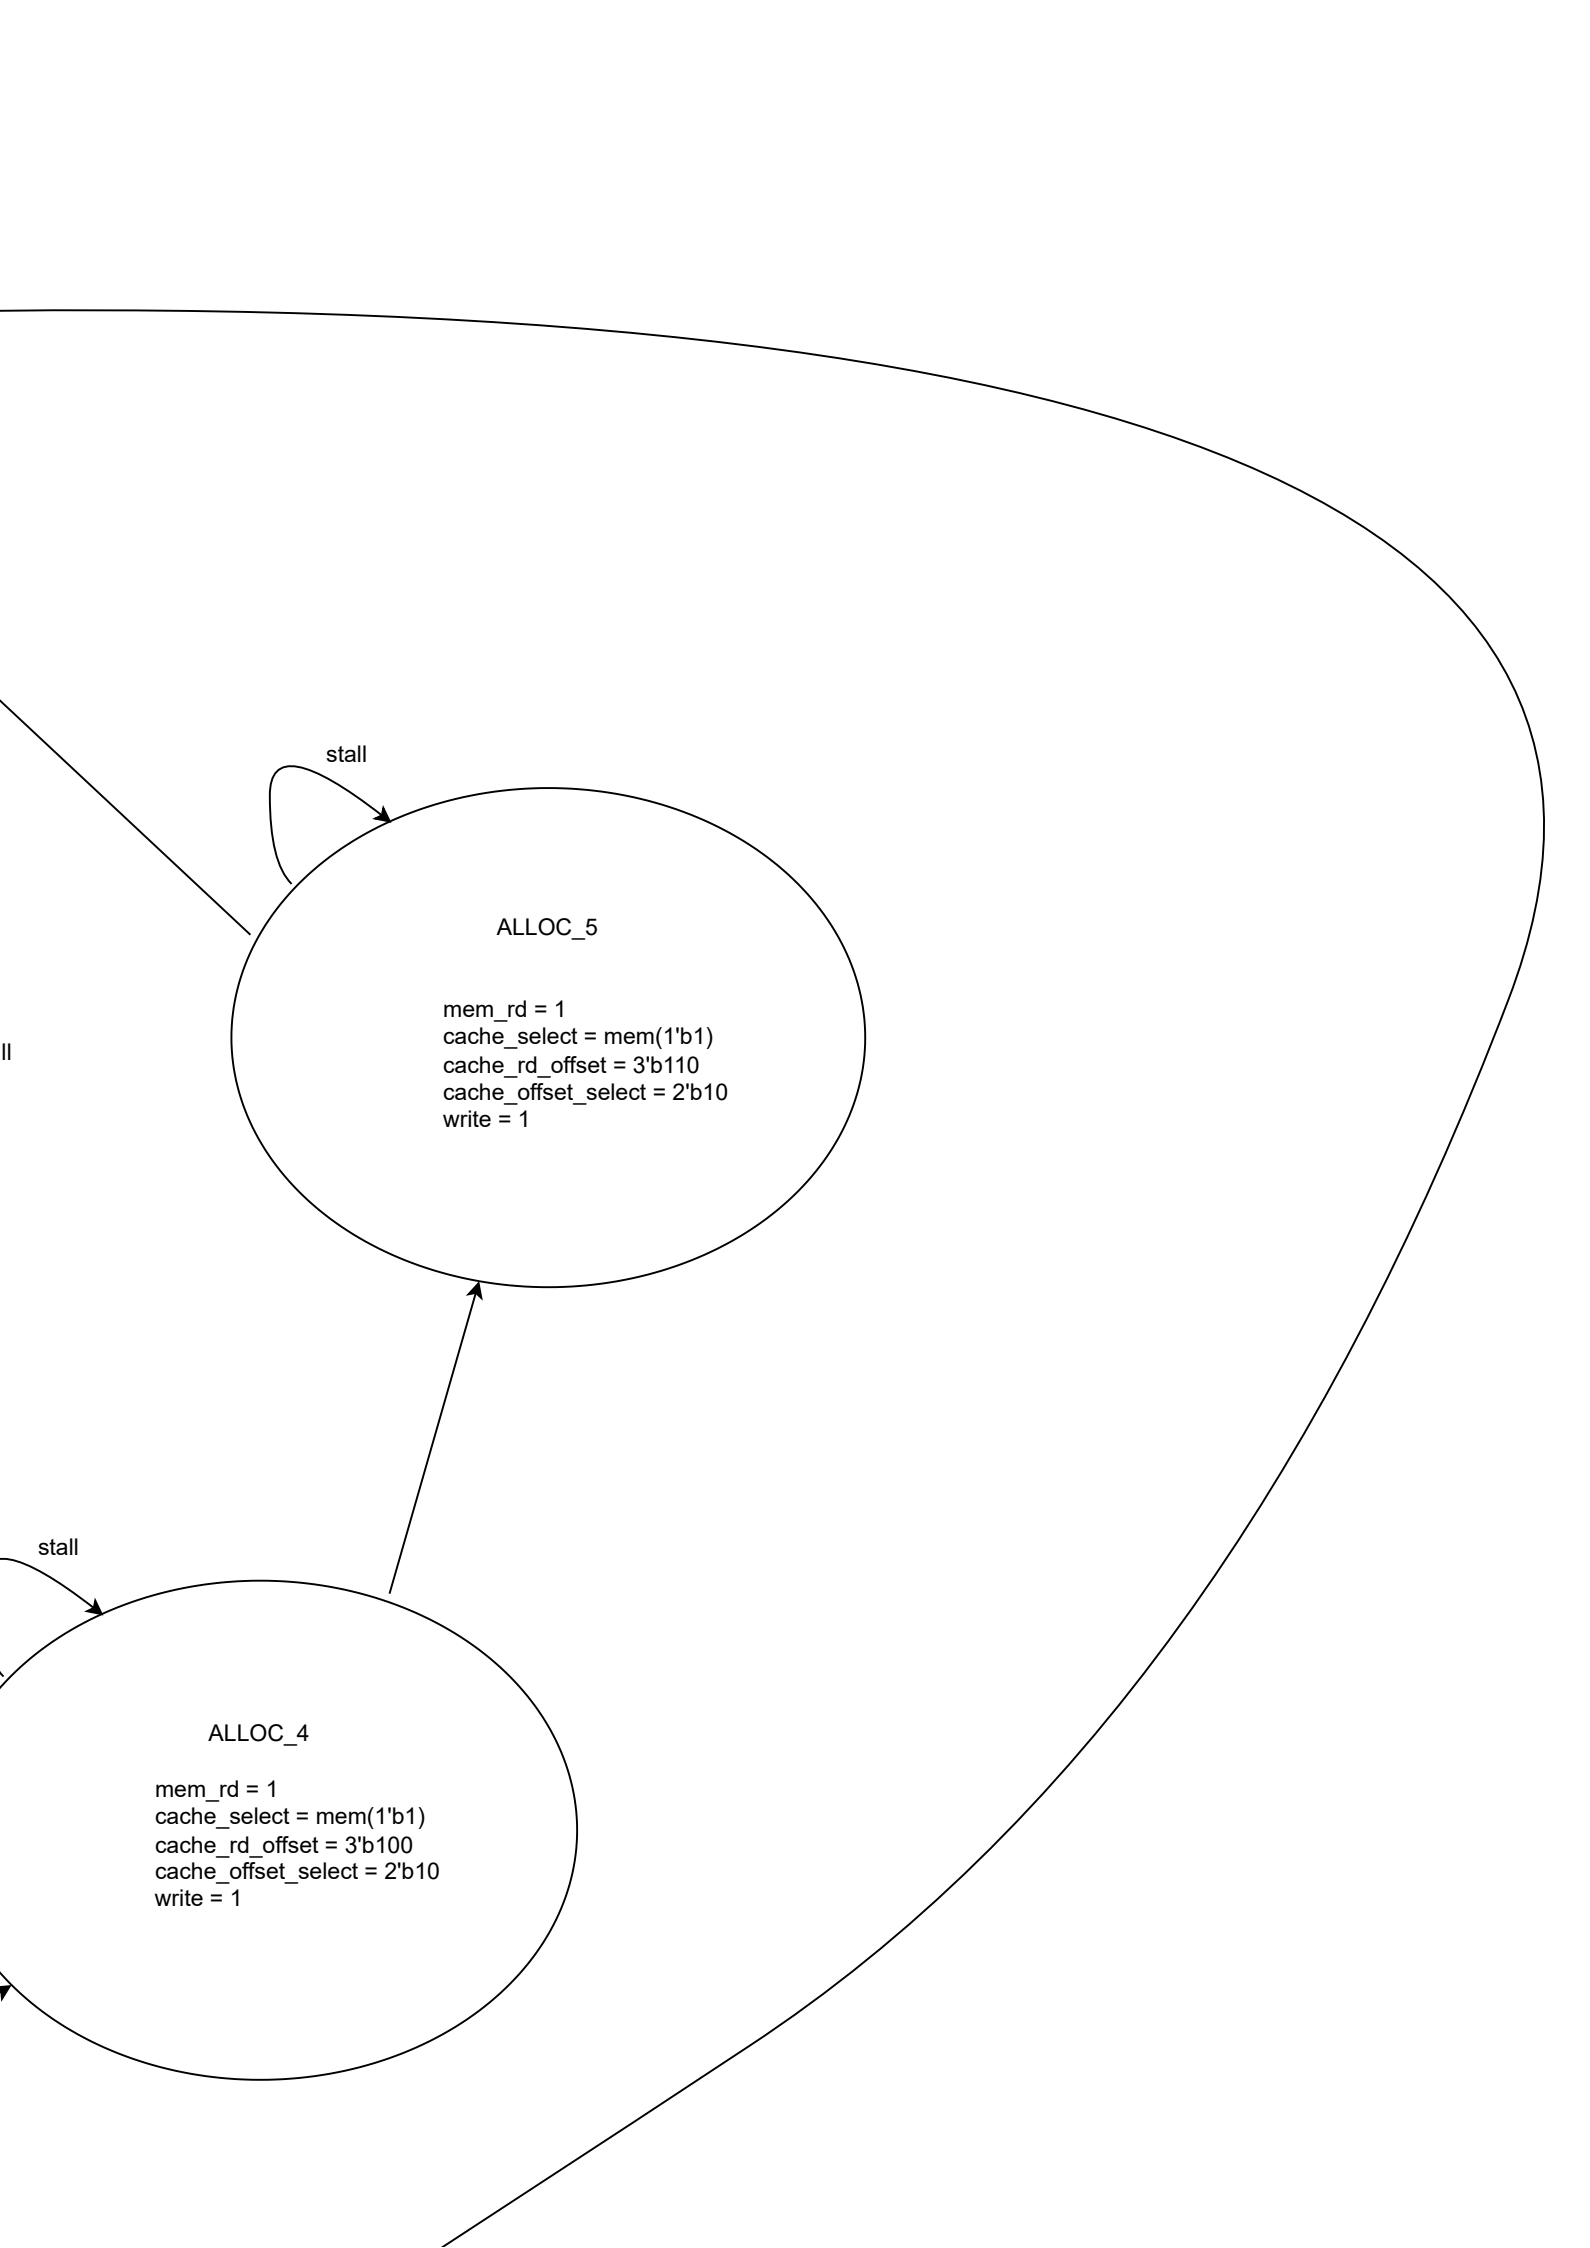 stall
ALLOC_5
mem_rd = 1
cache_select = mem(1'b1)
cache_rd_offset = 3'b110
cache_offset_select = 2'b10
write = 1
ll
stall
ALLOC_4
mem_rd = 1
cache_select = mem(1'b1)
cache_rd_offset = 3'b100
cache_offset_select = 2'b10
write = 1